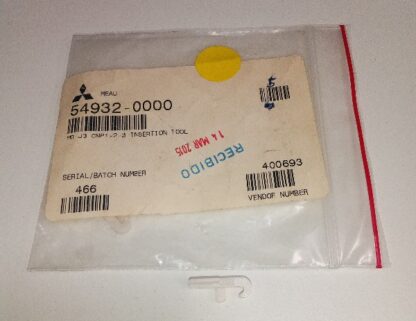 MEAU
54932-0000
MR-J3 CNP1-2.3 INSERTION TOOL
14 MAR 2015
RECIBIDO
SERIAL/BATCH NUMBER
466
400693
VENDOR NUMBER